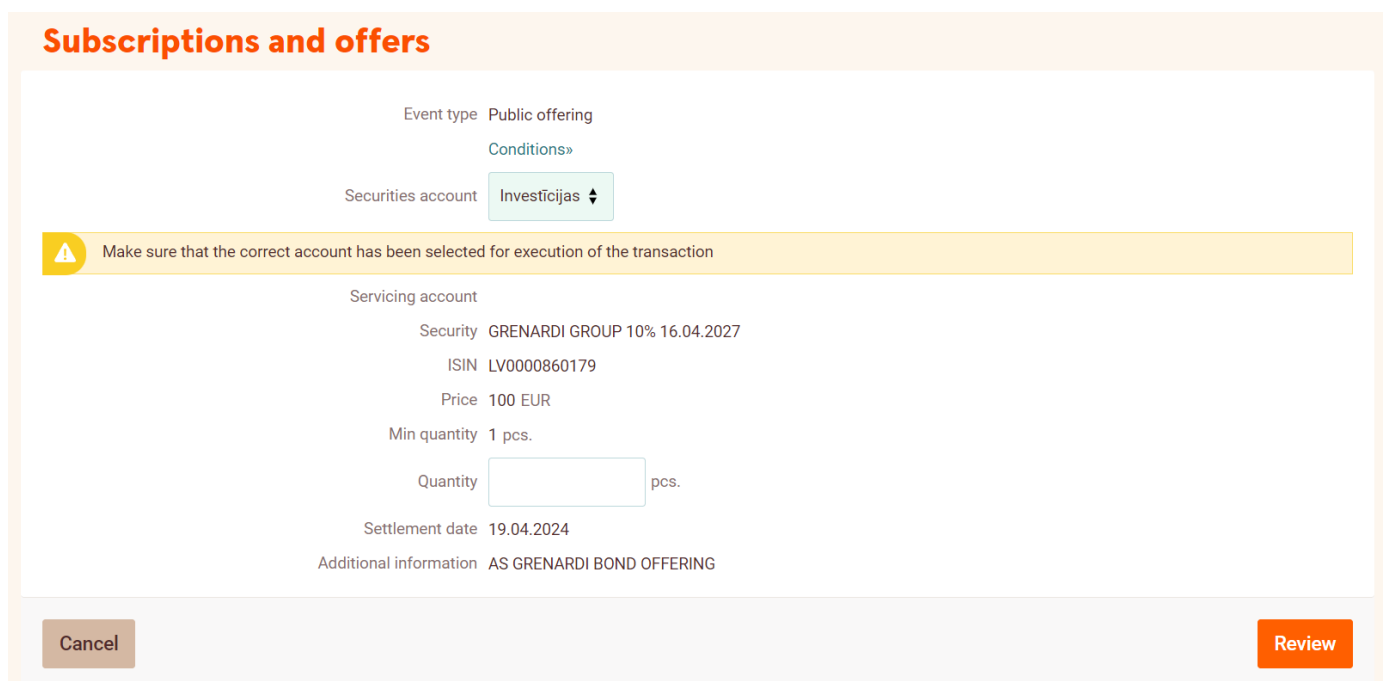 Subscriptions and offers
Event type Public offering
Conditions»
Securities account Investīcijas
Make sure that the correct account has been selected for execution of the transaction
Servicing account
Security GRENARDI GROUP 10% 16.04.2027
ISIN LV0000860179
Price 100 EUR
Min quantity 1 pcs.
Quantity pcs.
Settlement date 19.04.2024
Additional information AS GRENARDI BOND OFFERING
Cancel Review